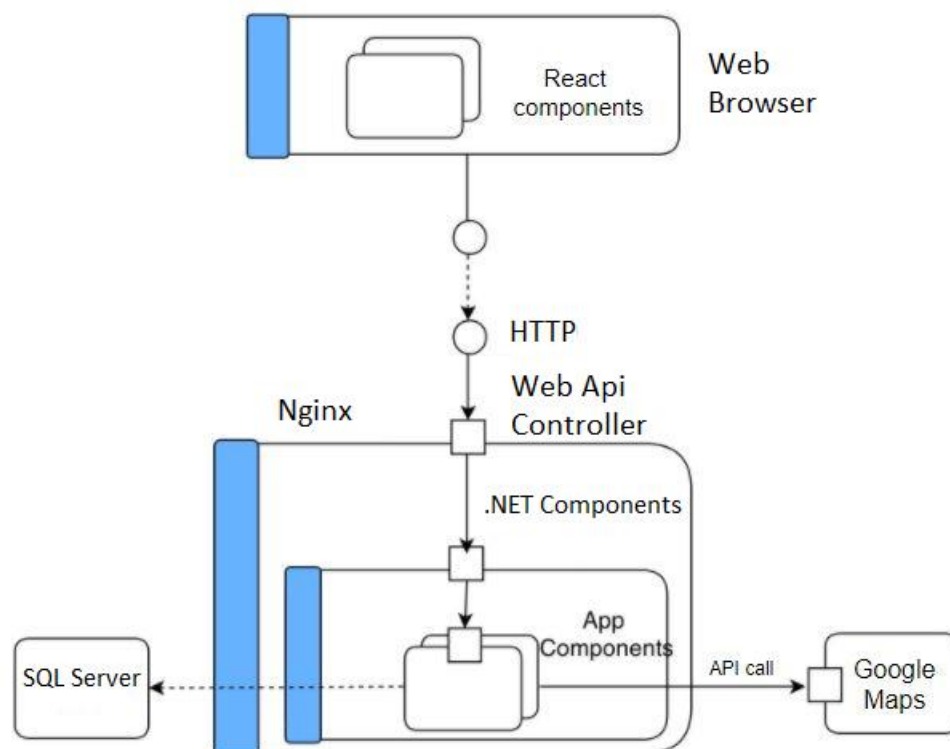 React
components
Web
Browser
HTTP
Nginx
Web Api
Controller
.NET Components
App
Components
SQL Server
API call
Google
Maps